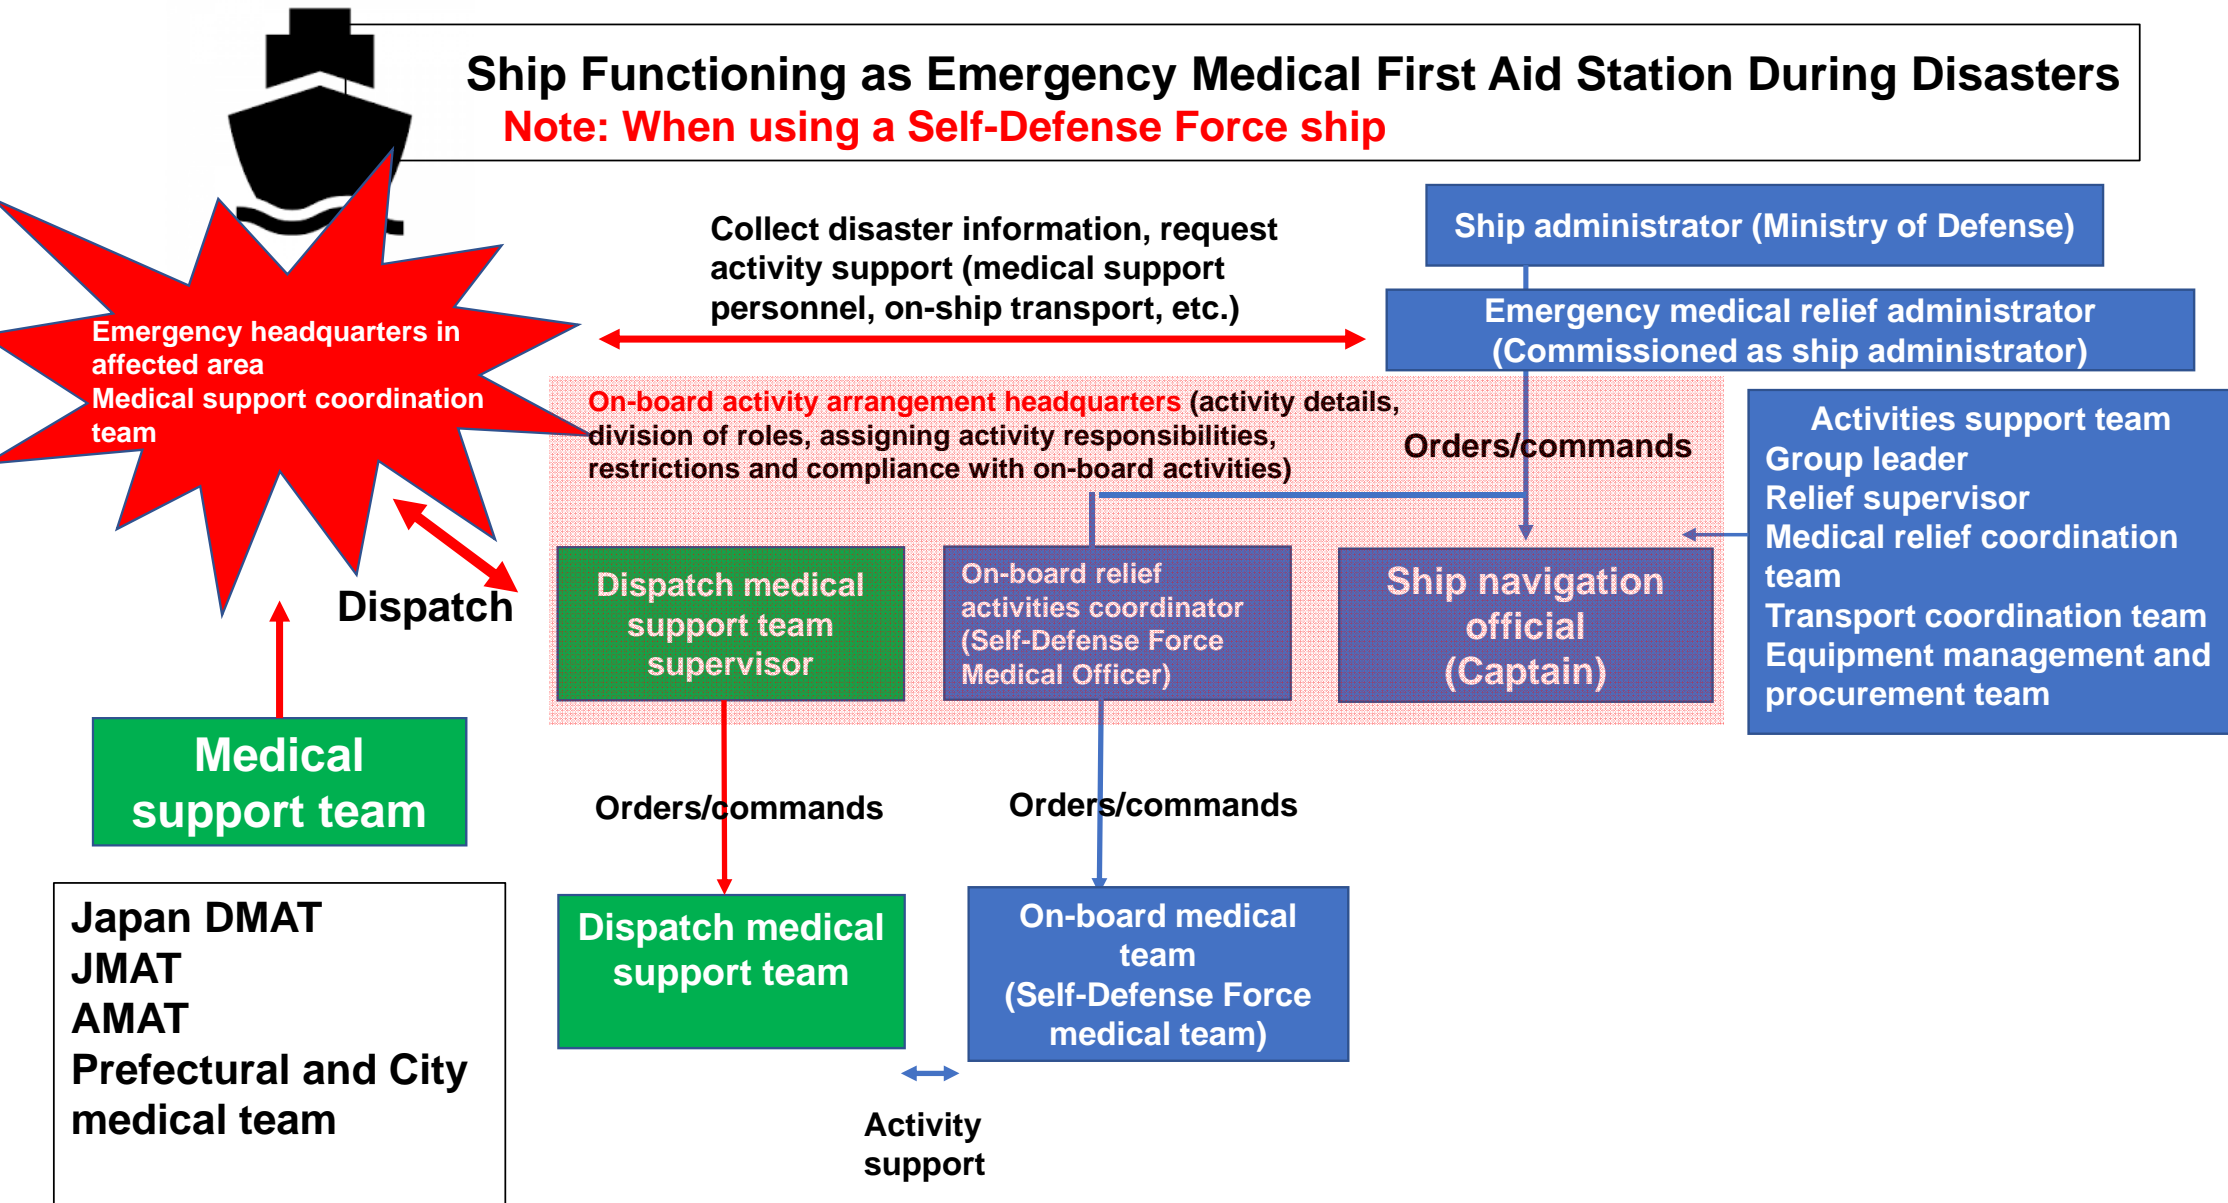 Ship Functioning as Emergency Medical First Aid Station During Disasters
Note: When using a Self-Defense Force ship
Collect disaster information, request
activity support (medical support
personnel, on-ship transport, etc.)
Ship administrator (Ministry of Defense)
Emergency medical relief administrator
(Commissioned as ship administrator)
Emergency headquarters in
affected area
Medical support coordination
team
On-board activity arrangement headquarters (activity details,
division of roles, assigning activity responsibilities,
restrictions and compliance with on-board activities)
Orders/commands
Activities support team
Group leader
Relief supervisor
Medical relief coordination
team
Transport coordination team
Equipment management and
procurement team
Dispatch
Dispatch medical
support team
supervisor
On-board relief
activities coordinator
(Self-Defense Force
Medical Officer)
Ship navigation
official
(Captain)
Medical
support team
Orders/commands
Orders/commands
Japan DMAT
JMAT
AMAT
Prefectural and City
medical team
Dispatch medical
support team
On-board medical
team
(Self-Defense Force
medical team)
Activity
support